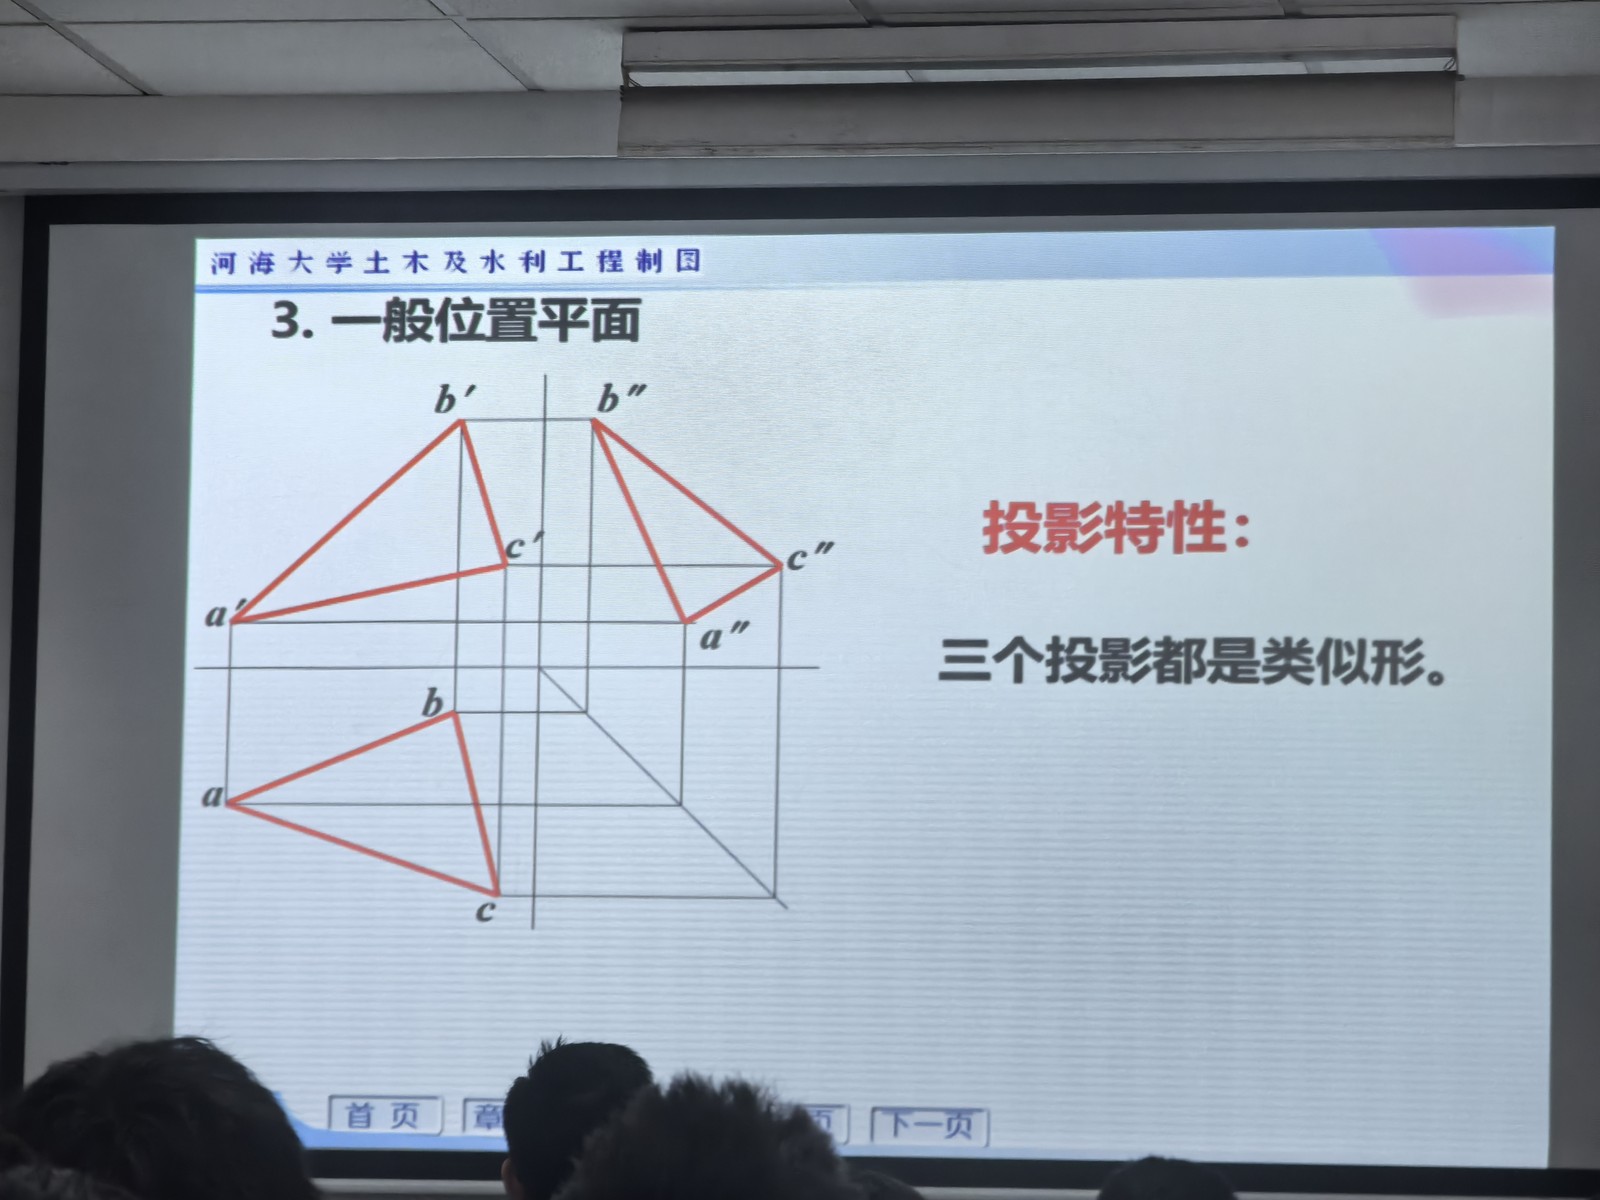 河海大学土木及水利工程制图
3. 一般位置平面
b′ b″
c′ c″
a′ a″
投影特性：
三个投影都是类似形。
b
a
c
首页 章 页 下一页